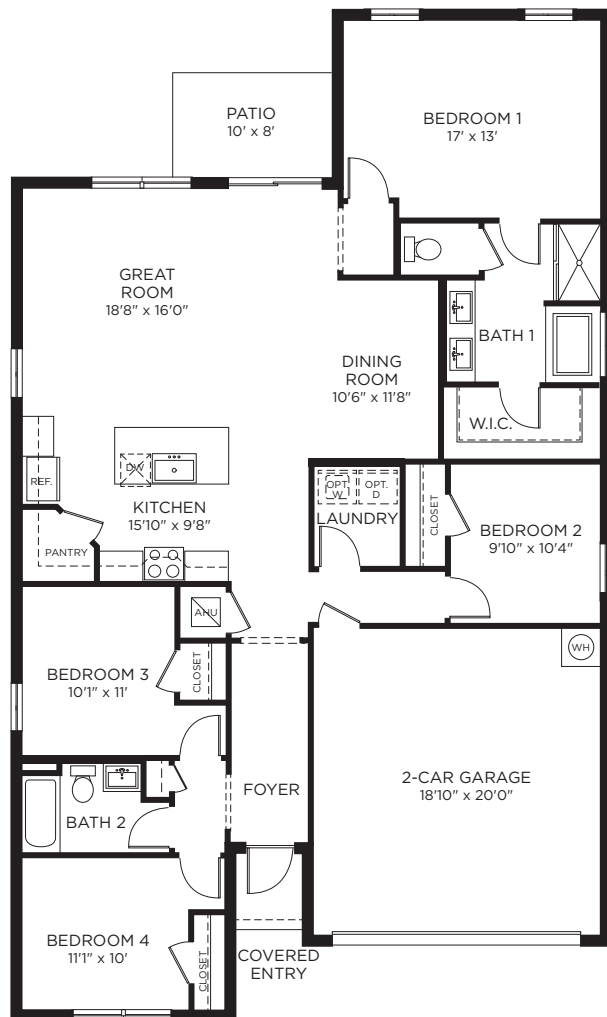 PATIO
10' x 8'
BEDROOM 1
17' x 13'
GREAT
ROOM
18'8" x 16'0"
BATH 1
DINING
ROOM
10'6" x 11'8"
W.I.C.
DW
REF.
KITCHEN
15'10" x 9'8"
PANTRY
OPT.
W
OPT.
D
LAUNDRY
CLOSET
BEDROOM 2
9'10" x 10'4"
AHU
WH
BEDROOM 3
10'1" x 11'
CLOSET
FOYER
2-CAR GARAGE
18'10" x 20'0"
BATH 2
BEDROOM 4
11'1" x 10'
CLOSET
COVERED
ENTRY